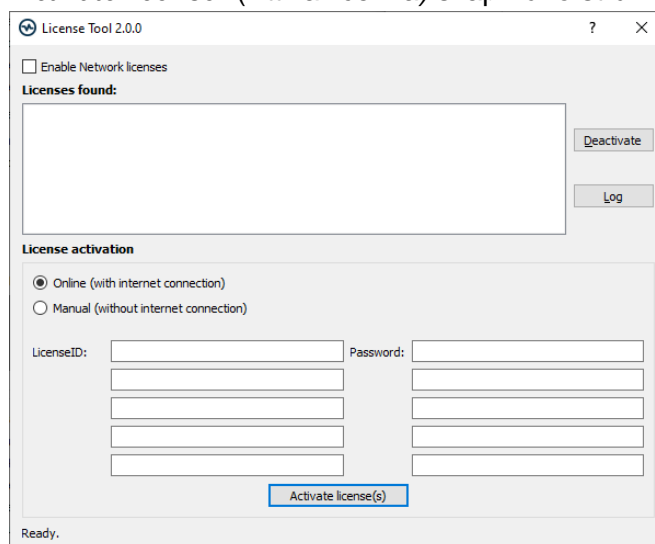 License Tool 2.0.0 ?
Enable Network licenses
Licenses found:
Deactivate
Log
License activation
Online (with internet connection)
Manual (without internet connection)
LicenseID: Password:
Activate license(s)
Ready.